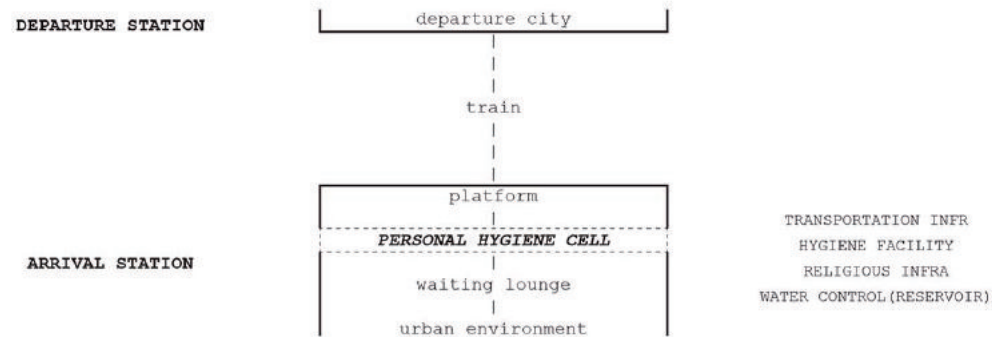 DEPARTURE STATION
departure city
train
platform
PERSONAL HYGIENE CELL
ARRIVAL STATION
waiting lounge
urban environment
TRANSPORTATION INFR
HYGIENE FACILITY
RELIGIOUS INFRA
WATER CONTROL(RESERVOIR)